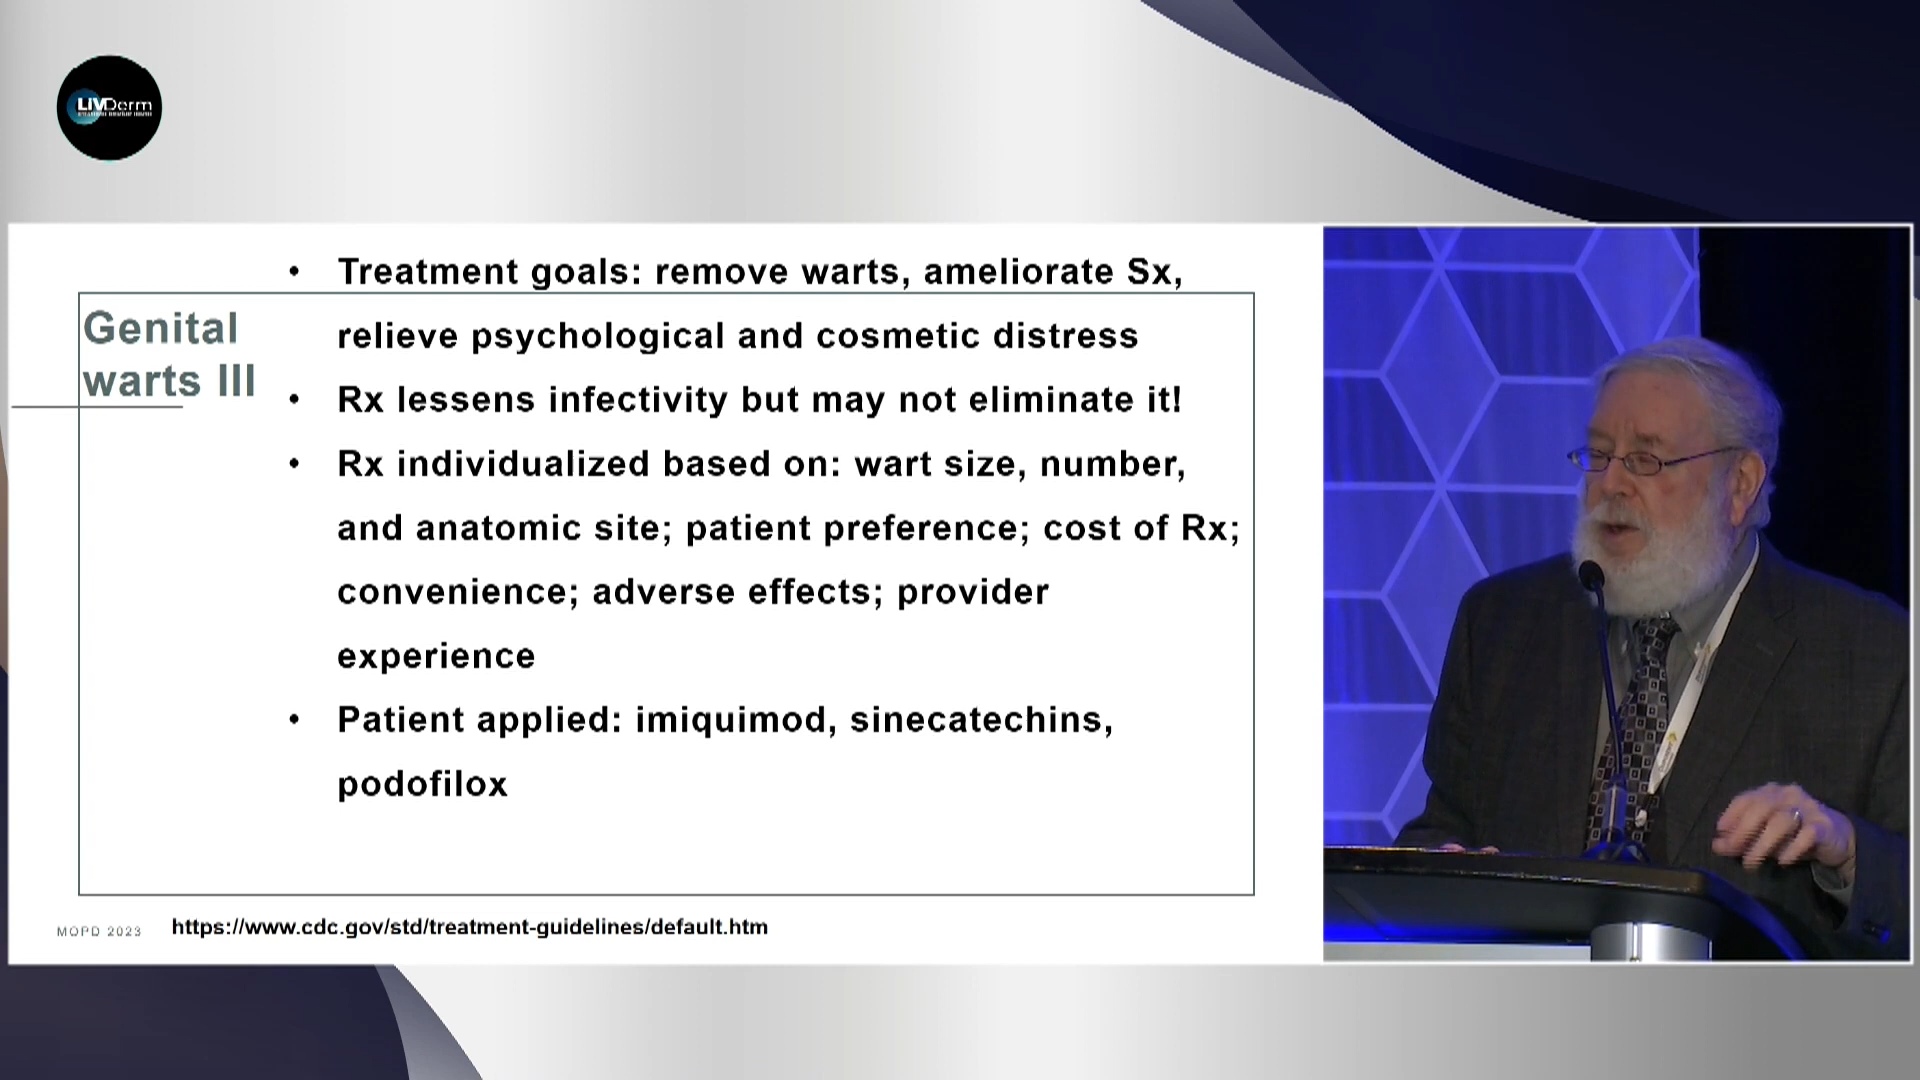 LIVDerm
Genital
warts III
• Treatment goals: remove warts, ameliorate Sx,
relieve psychological and cosmetic distress
• Rx lessens infectivity but may not eliminate it!
• Rx individualized based on: wart size, number,
and anatomic site; patient preference; cost of Rx;
convenience; adverse effects; provider
experience
• Patient applied: imiquimod, sinecatechins,
podofilox
MOPD 2023
https://www.cdc.gov/std/treatment-guidelines/default.htm